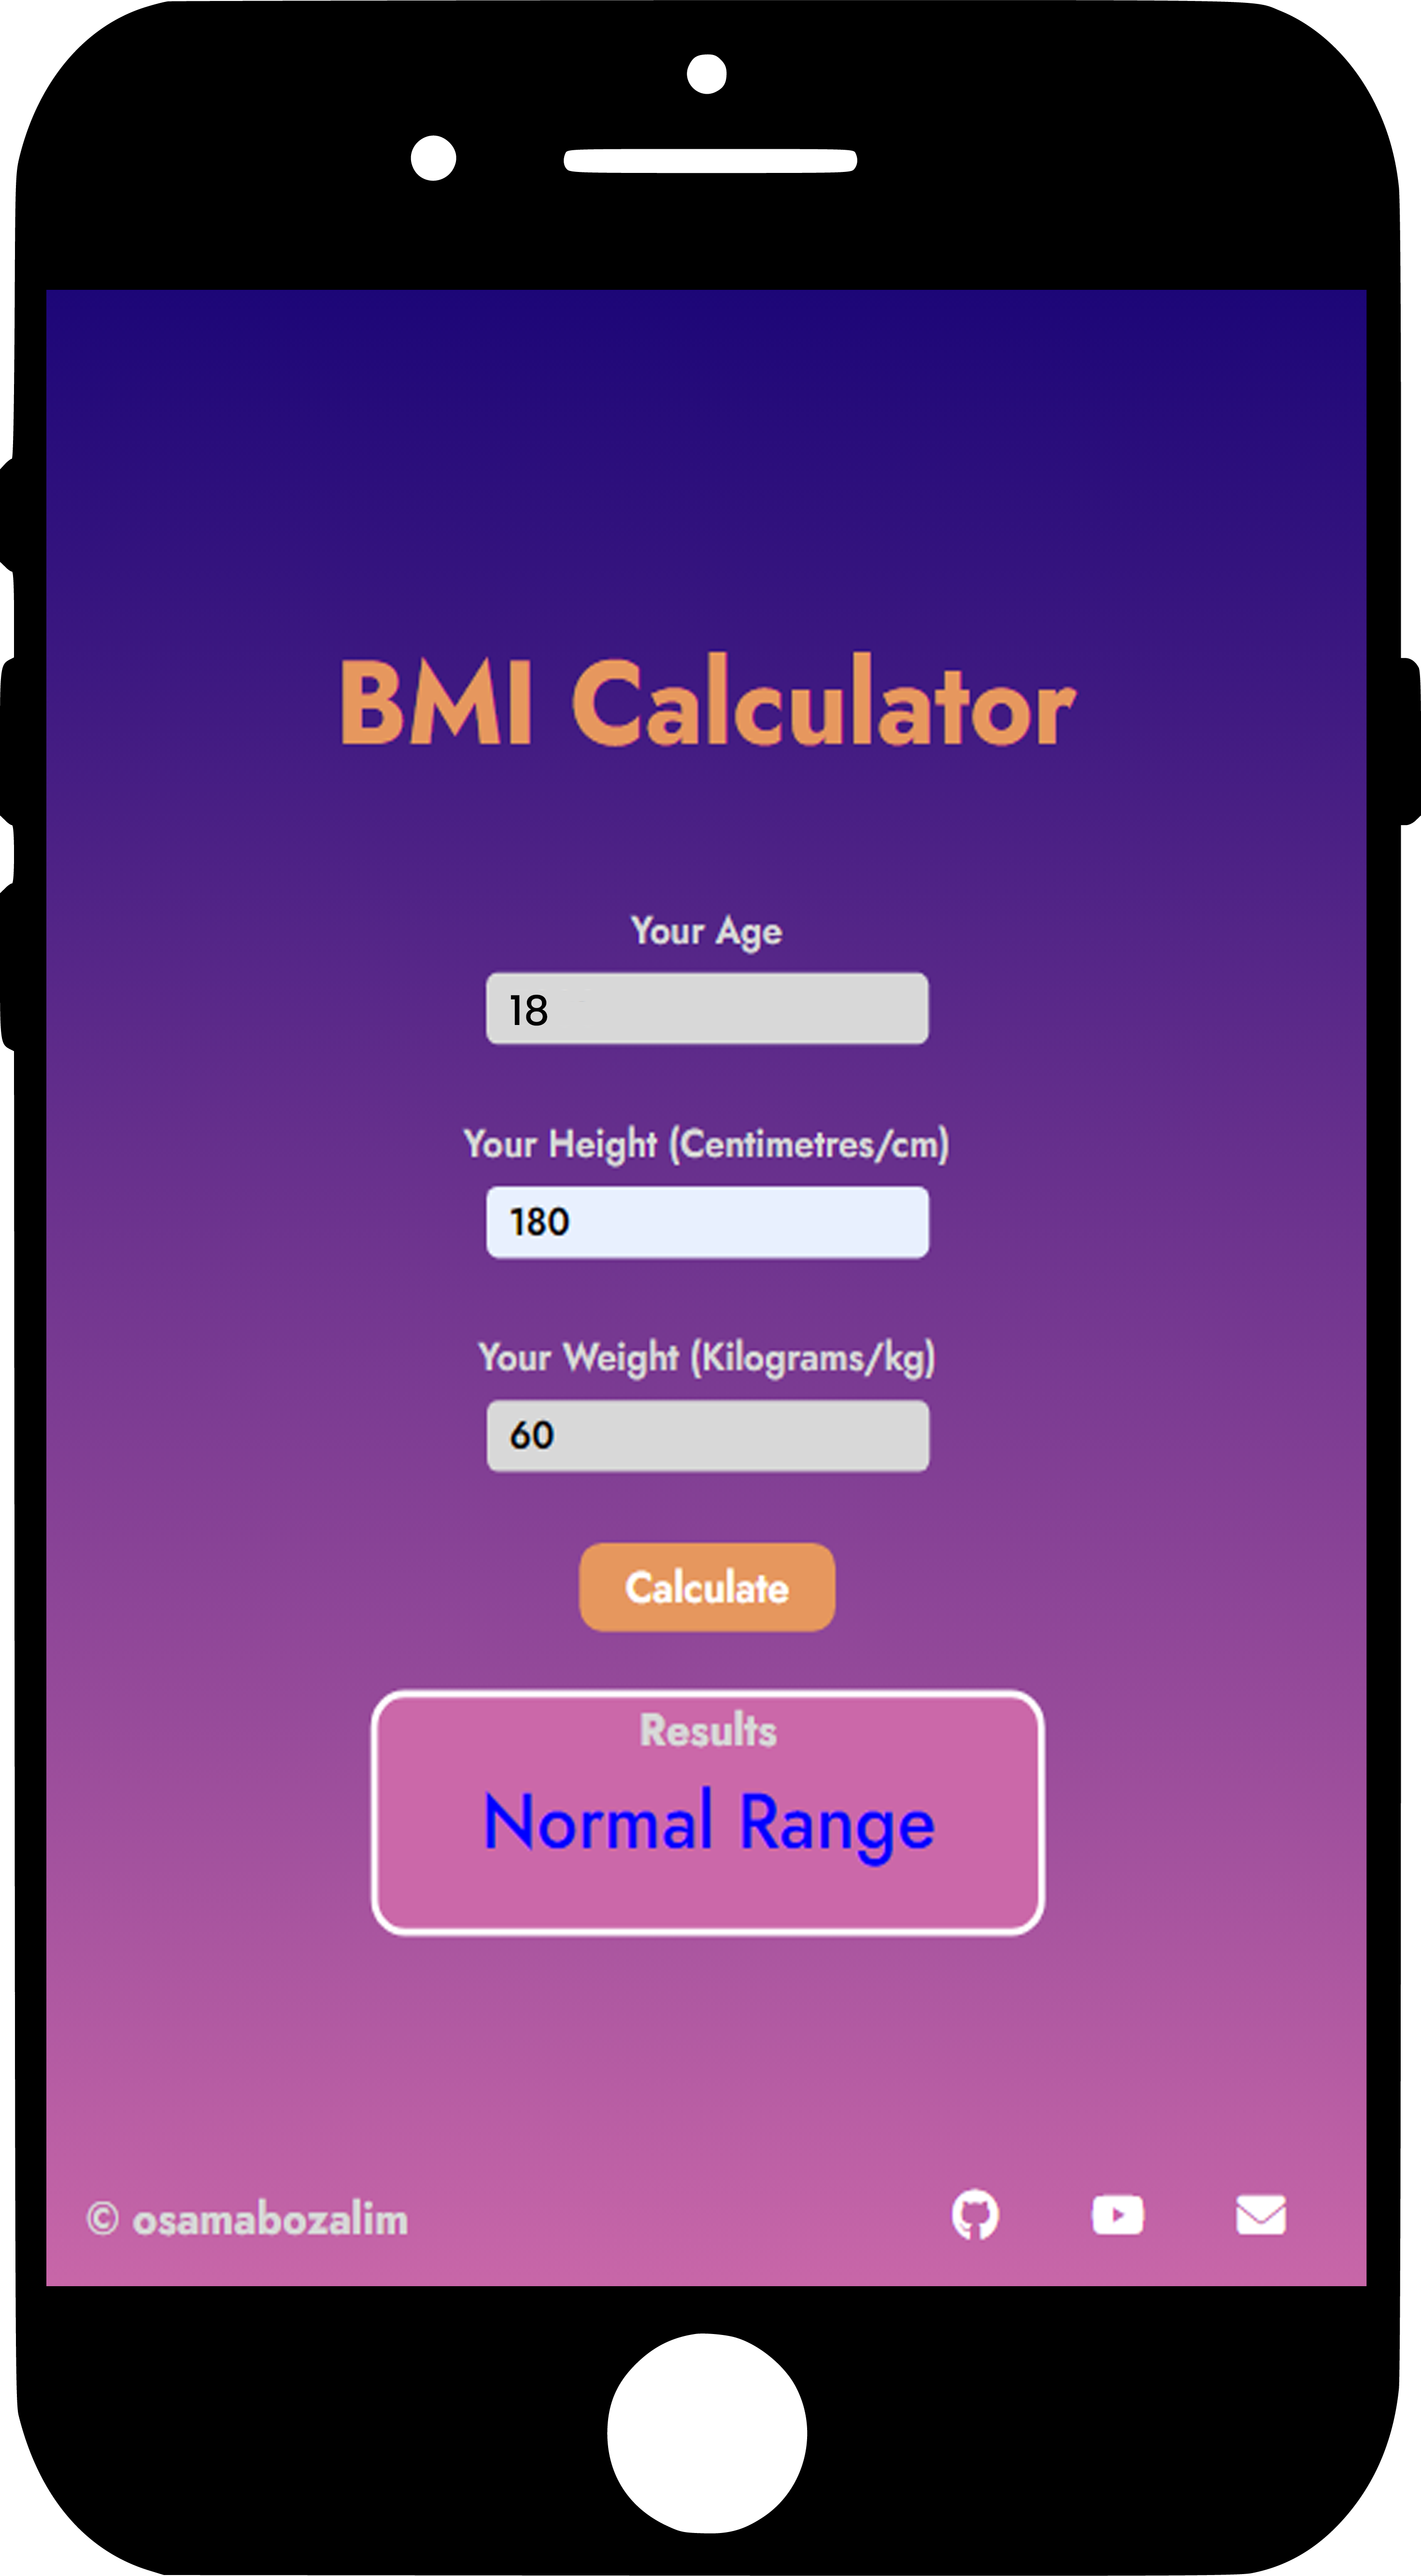 BMI Calculator
Your Age
18
Your Height (Centimetres/cm)
180
Your Weight (Kilograms/kg)
60
Calculate
Results
Normal Range
© osamabozalim